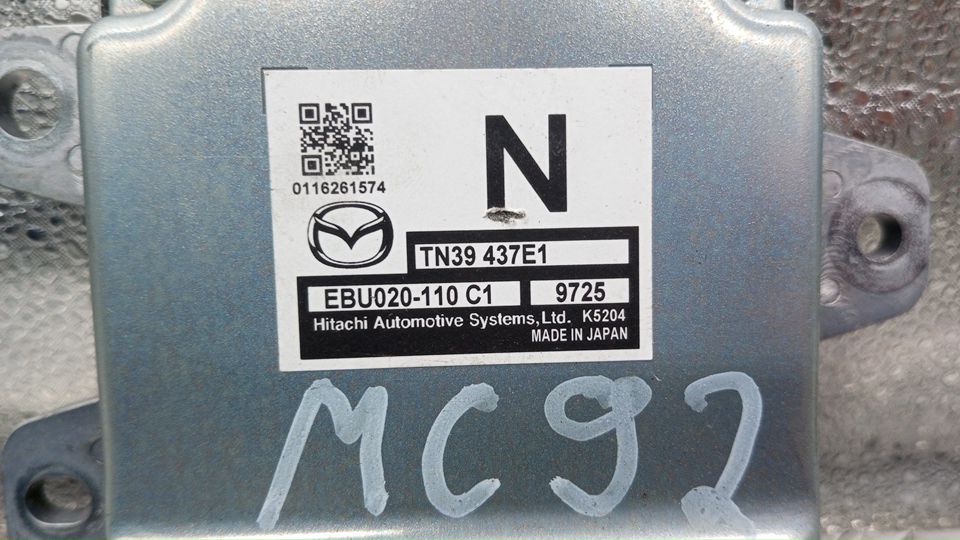 N
0116261574
TN39 437E1
EBU020-110 C1 9725
Hitachi Automotive Systems,Ltd. K5204
MADE IN JAPAN
MC92